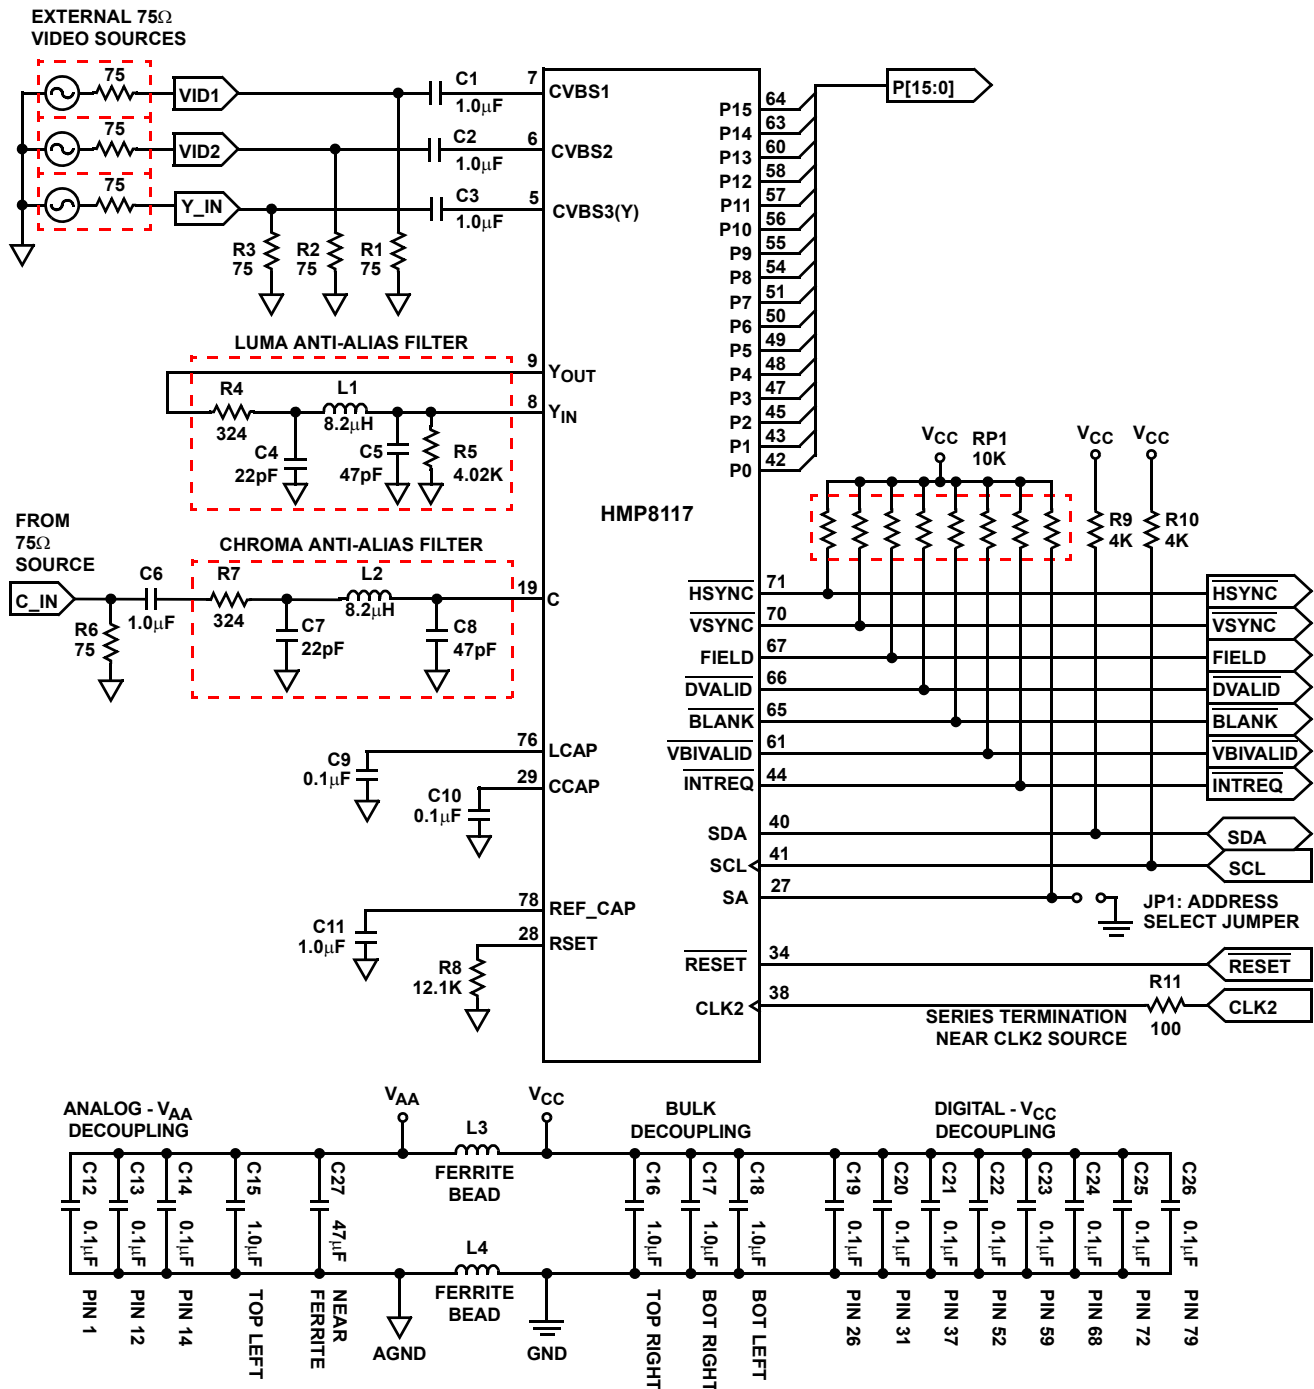 EXTERNAL 75Ω
VIDEO SOURCES
75
VID1
C1
1.0μF
7
CVBS1
75
VID2
C2
1.0μF
6
CVBS2
75
Y_IN
C3
1.0μF
5
CVBS3(Y)
R3
75
R2
75
R1
75
LUMA ANTI-ALIAS FILTER
9
YOUT
R4
324
L1
8.2μH
8
YIN
C4
22pF
C5
47pF
R5
4.02K
FROM
75Ω
SOURCE
C_IN
R6
75
C6
1.0μF
CHROMA ANTI-ALIAS FILTER
R7
324
L2
8.2μH
19
C
C7
22pF
C8
47pF
76
LCAP
C9
0.1μF
29
CCAP
C10
0.1μF
78
REF_CAP
C11
1.0μF
28
RSET
R8
12.1K
HMP8117
P[15:0]
P15
64
P14
63
P13
60
P12
58
P11
57
P10
56
P9
55
P8
54
P7
51
P6
50
P5
49
P4
48
P3
47
P2
45
P1
43
P0
42
VCC
RP1
10K
VCC
VCC
R9
4K
R10
4K
HSYNC
71
HSYNC
VSYNC
70
VSYNC
FIELD
67
FIELD
DVALID
66
DVALID
BLANK
65
BLANK
VBIVALID
61
VBIVALID
INTREQ
44
INTREQ
SDA
40
SDA
SCL
41
SCL
SA
27
JP1: ADDRESS
SELECT JUMPER
RESET
34
RESET
CLK2
38
R11
100
CLK2
SERIES TERMINATION
NEAR CLK2 SOURCE
ANALOG - VAA
DECOUPLING
VAA
L3
FERRITE
BEAD
VCC
BULK
DECOUPLING
DIGITAL - VCC
DECOUPLING
C12
0.1μF
PIN 1
C13
0.1μF
PIN 12
C14
0.1μF
PIN 14
C15
1.0μF
TOP LEFT
C27
47μF
NEAR
FERRITE
AGND
L4
FERRITE
BEAD
GND
C16
1.0μF
TOP RIGHT
C17
1.0μF
BOT RIGHT
C18
1.0μF
BOT LEFT
C19
0.1μF
PIN 26
C20
0.1μF
PIN 31
C21
0.1μF
PIN 37
C22
0.1μF
PIN 52
C23
0.1μF
PIN 59
C24
0.1μF
PIN 68
C25
0.1μF
PIN 72
C26
0.1μF
PIN 79